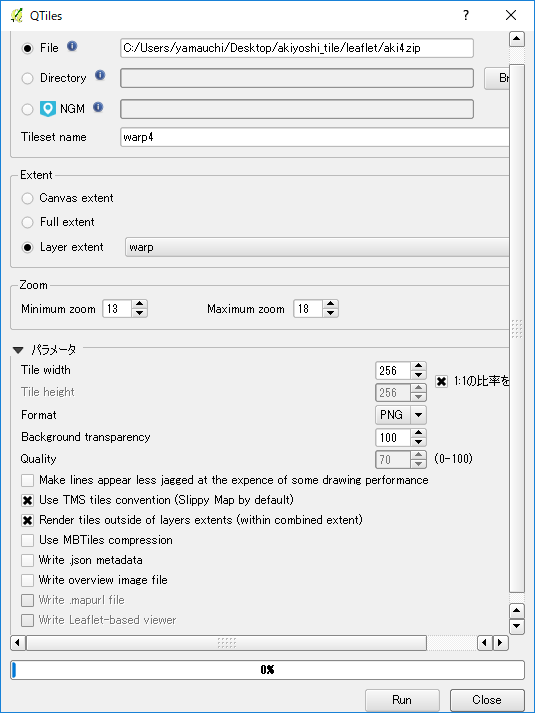 QTiles
File C:/Users/yamauchi/Desktop/akiyoshi_tile/leaflet/aki4.zip
Directory
NGM
Tileset name warp4
Extent
Canvas extent
Full extent
Layer extent warp
Zoom
Minimum zoom 13 Maximum zoom 18
パラメータ
Tile width 256 1:1の比率を
Tile height 256
Format PNG
Background transparency 100
Quality 70 (0-100)
Make lines appear less jagged at the expence of some drawing performance
Use TMS tiles convention (Slippy Map by default)
Render tiles outside of layers extents (within combined extent)
Use MBTiles compression
Write .json metadata
Write overview image file
Write .mapurl file
Write Leaflet-based viewer
0%
Run Close